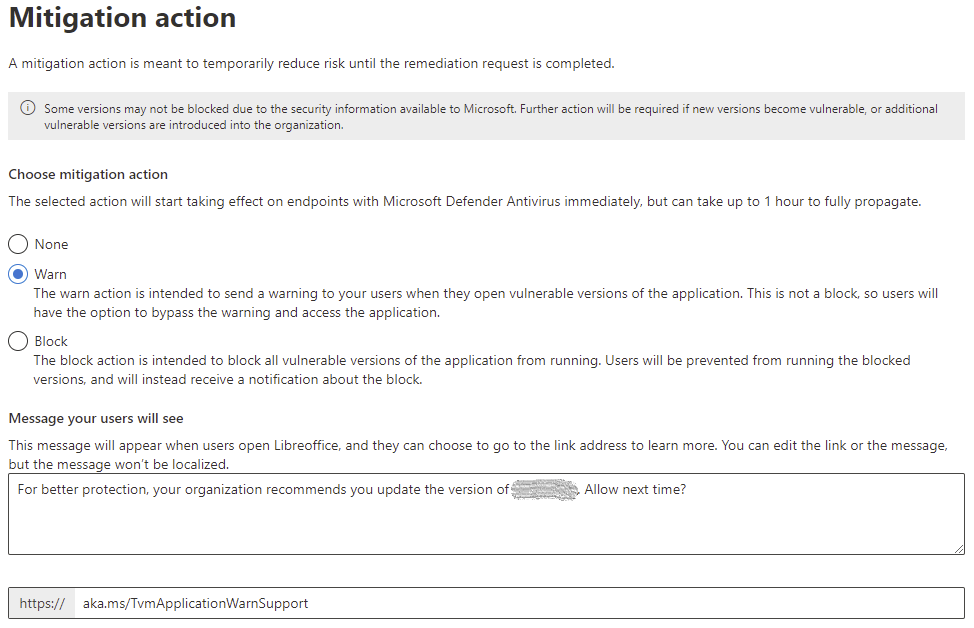 Mitigation action
A mitigation action is meant to temporarily reduce risk until the remediation request is completed.
Some versions may not be blocked due to the security information available to Microsoft. Further action will be required if new versions become vulnerable, or additional
vulnerable versions are introduced into the organization.
Choose mitigation action
The selected action will start taking effect on endpoints with Microsoft Defender Antivirus immediately, but can take up to 1 hour to fully propagate.
None
Warn
The warn action is intended to send a warning to your users when they open vulnerable versions of the application. This is not a block, so users will
have the option to bypass the warning and access the application.
Block
The block action is intended to block all vulnerable versions of the application from running. Users will be prevented from running the blocked
versions, and will instead receive a notification about the block.
Message your users will see
This message will appear when users open Libreoffice, and they can choose to go to the link address to learn more. You can edit the link or the message,
but the message won't be localized.
For better protection, your organization recommends you update the version of . Allow next time?
https:// aka.ms/TvmApplicationWarnSupport